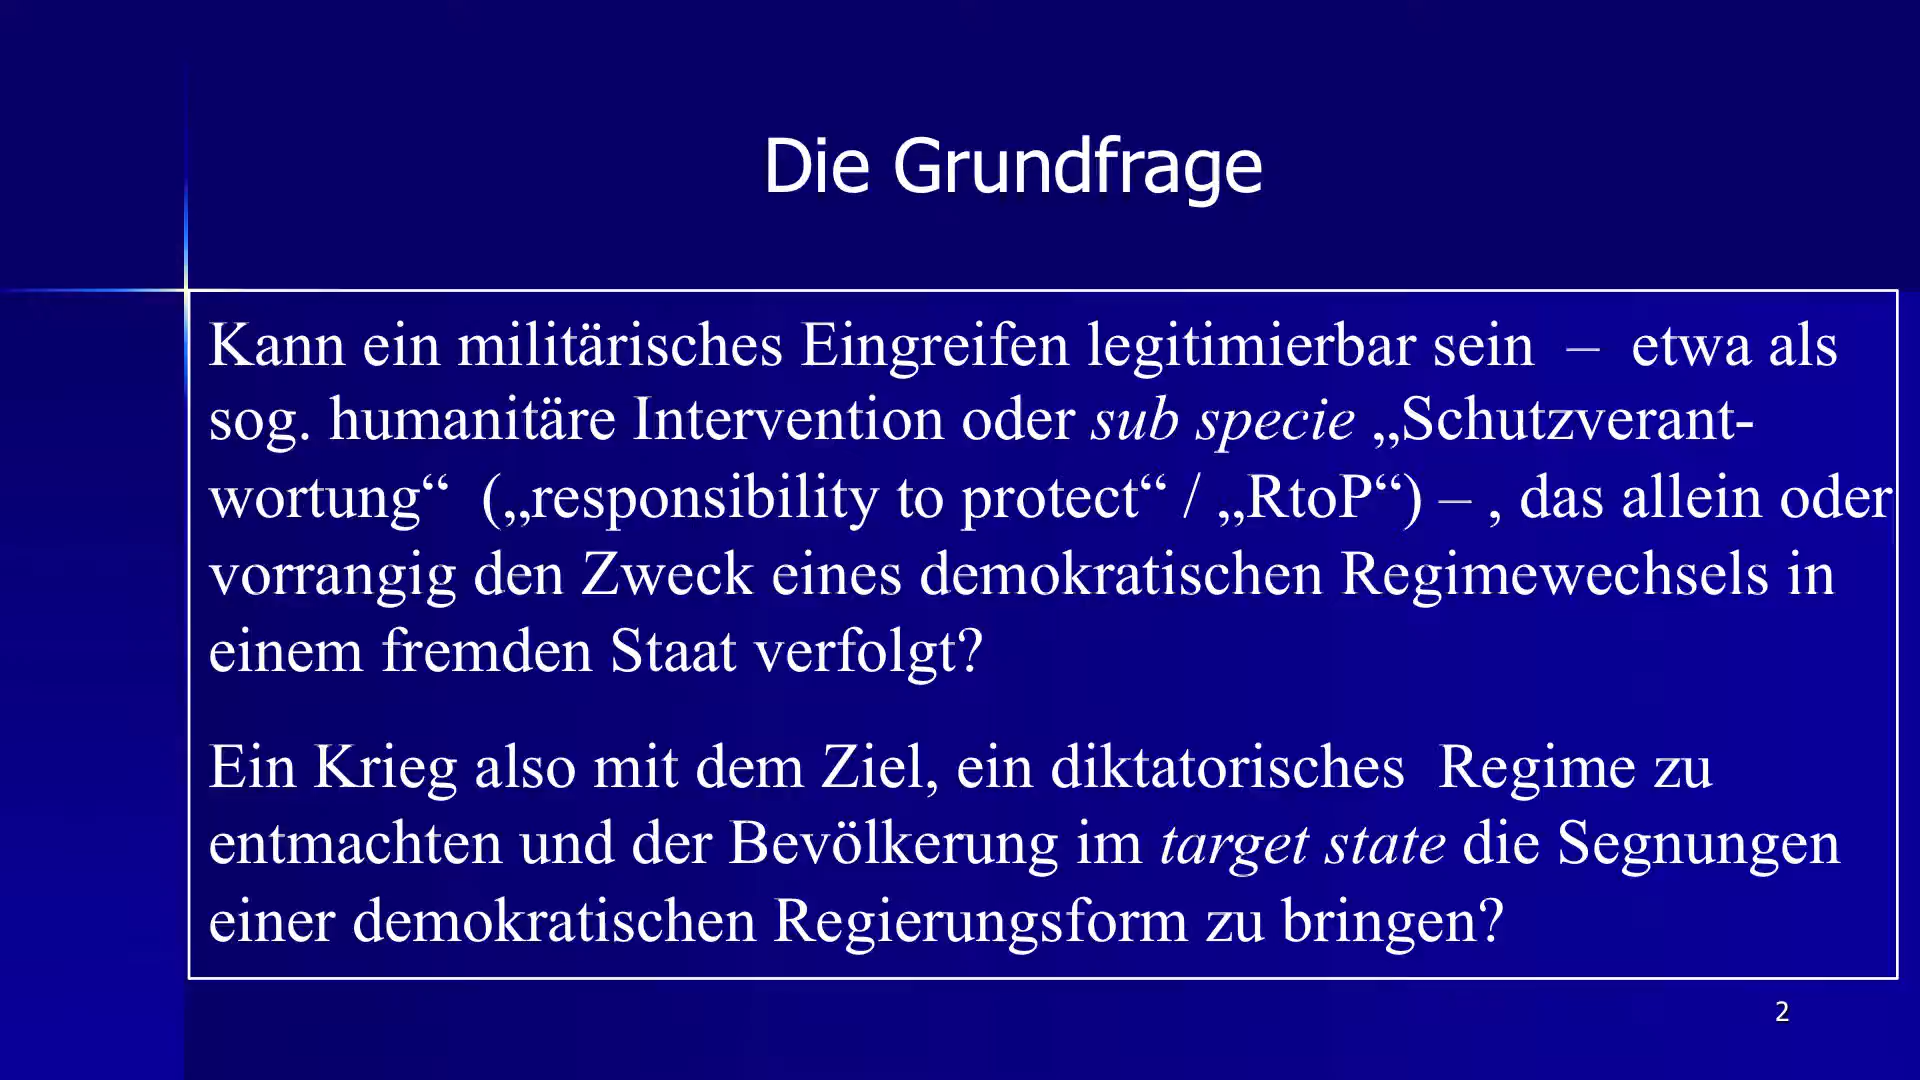 Die Grundfrage
Kann ein militärisches Eingreifen legitimierbar sein – etwa als
sog. humanitäre Intervention oder sub specie „Schutzverant-
wortung“ („responsibility to protect“ / „RtoP“) – , das allein oder
vorrangig den Zweck eines demokratischen Regimewechsels in
einem fremden Staat verfolgt?
Ein Krieg also mit dem Ziel, ein diktatorisches Regime zu
entmachten und der Bevölkerung im target state die Segnungen
einer demokratischen Regierungsform zu bringen?
2